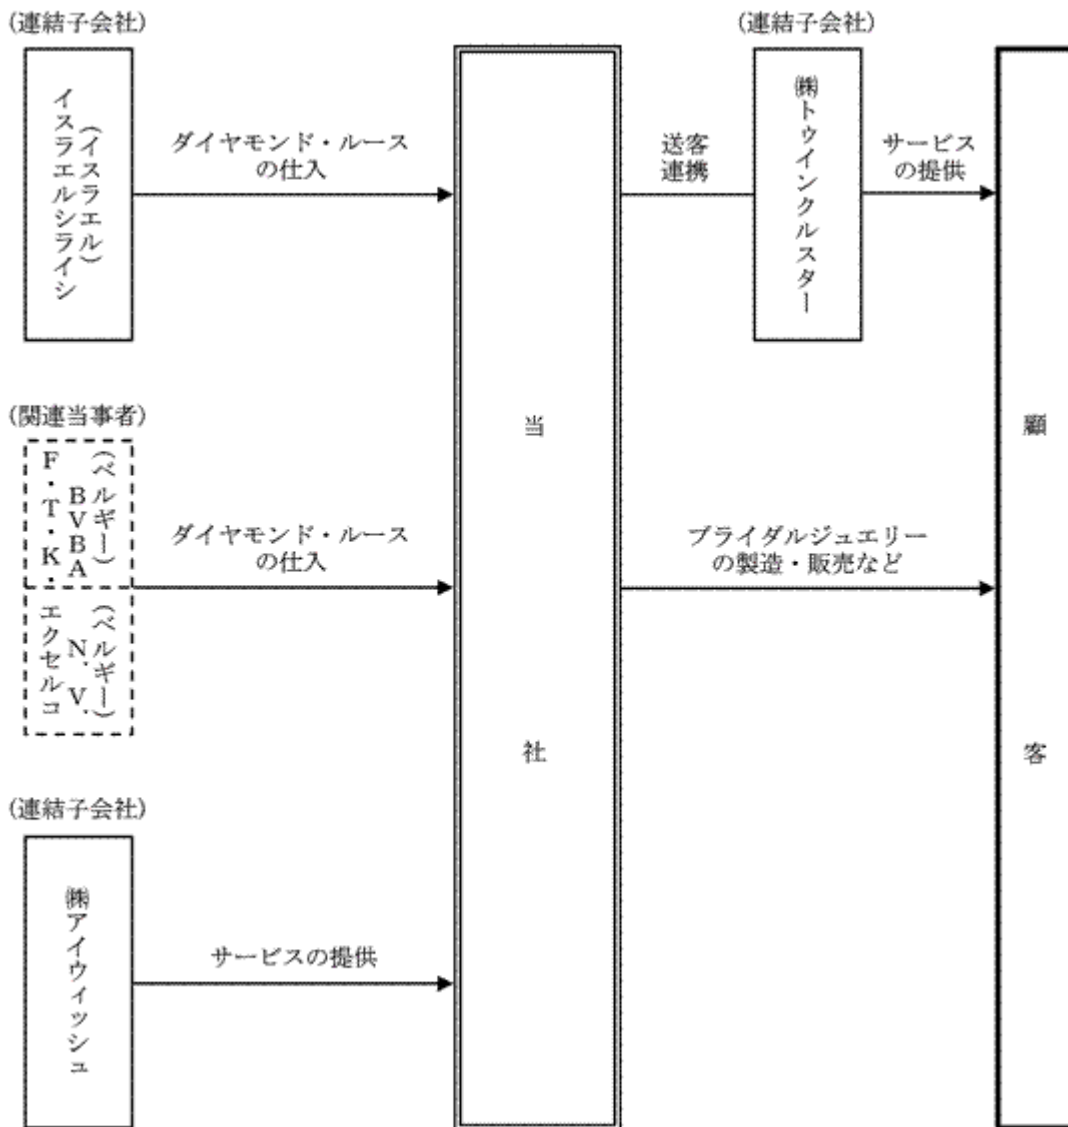 (連結子会社)
イスラエルシライシ
(イスラエル)
ダイヤモンド・ルース
の仕入
(関連当事者)
F・T・K・
BVBA
(ベルギー)
エクセルコ
N.V.
(ベルギー)
ダイヤモンド・ルース
の仕入
(連結子会社)
㈱アイウィッシュ
サービスの提供
当社
送客
連携
(連結子会社)
㈱トゥインクルスター
サービス
の提供
ブライダルジュエリー
の製造・販売など
顧客